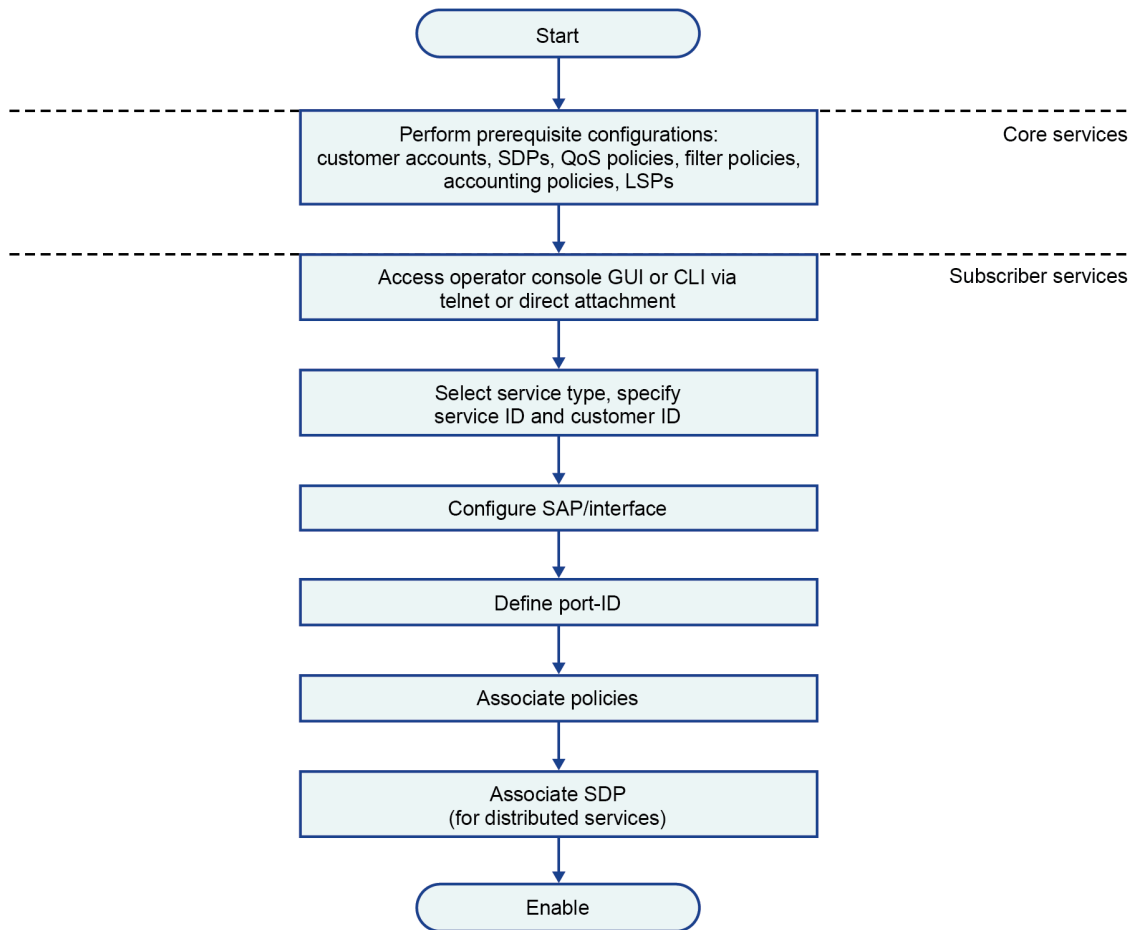 Start
Perform prerequisite configurations:
customer accounts, SDPs, QoS policies, filter policies,
accounting policies, LSPs
Core services
Access operator console GUI or CLI via
telnet or direct attachment
Subscriber services
Select service type, specify
service ID and customer ID
Configure SAP/interface
Define port-ID
Associate policies
Associate SDP
(for distributed services)
Enable